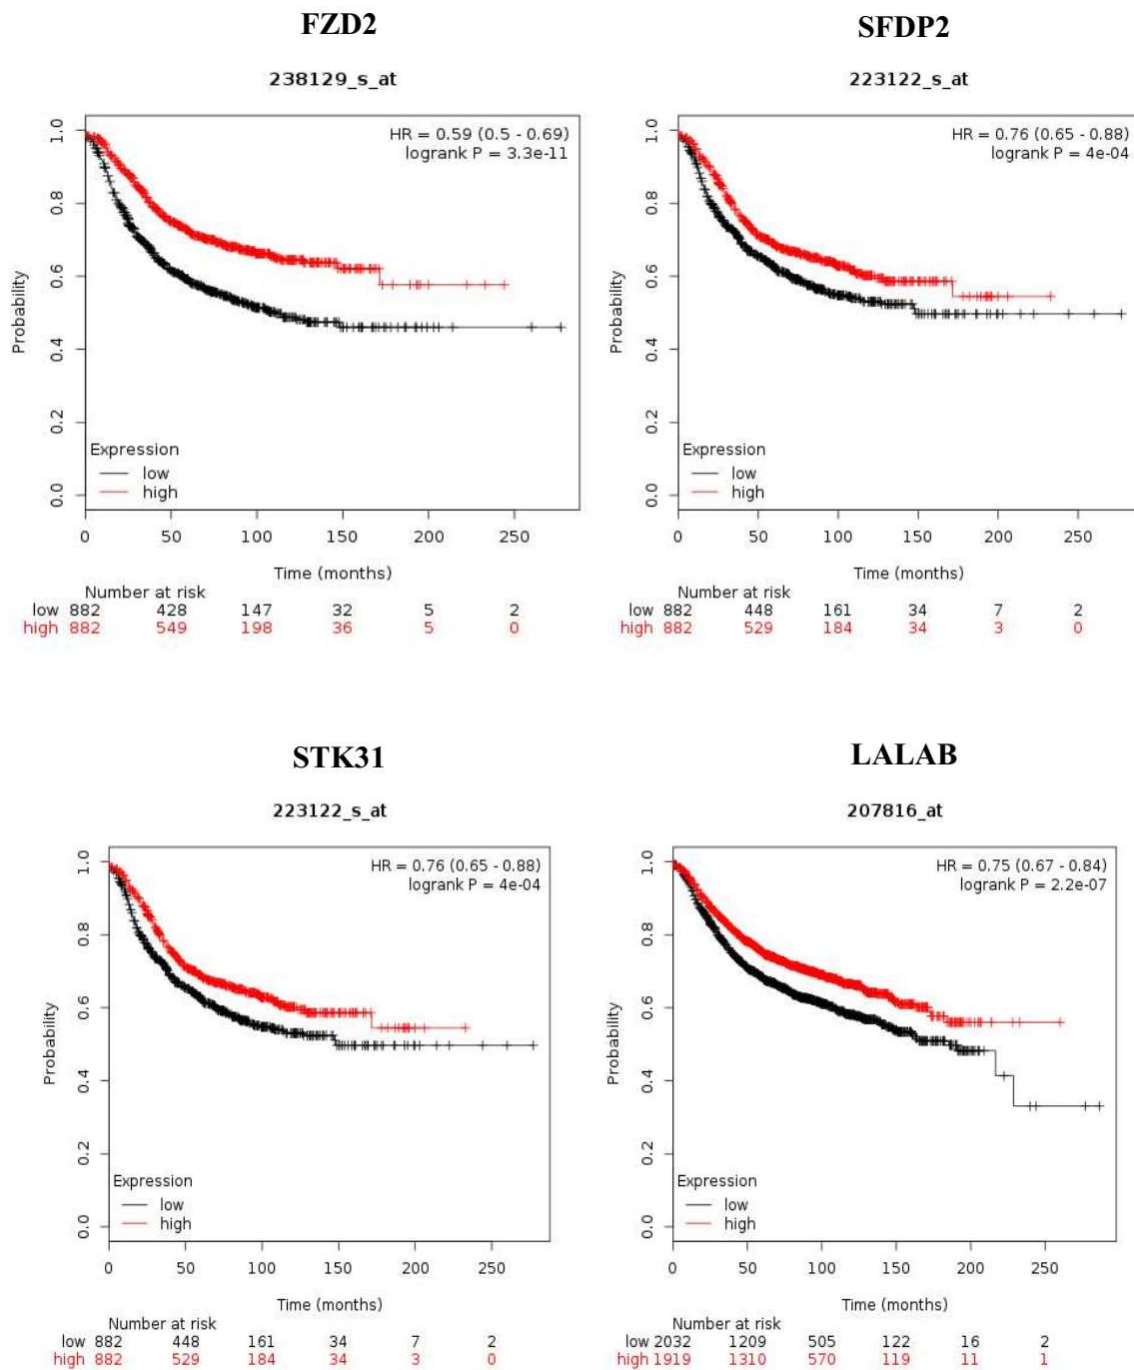 FZD2
238129_s_at
HR = 0.59 (0.5 - 0.69)
logrank P = 3.3e-11
Probability
1.0
0.8
0.6
0.4
0.2
0.0
Expression
low
high
0 50 100 150 200 250
Time (months)
Number at risk
low 882 428 147 32 5 2
high 882 549 198 36 5 0
SFDP2
223122_s_at
HR = 0.76 (0.65 - 0.88)
logrank P = 4e-04
Probability
1.0
0.8
0.6
0.4
0.2
0.0
Expression
low
high
0 50 100 150 200 250
Time (months)
Number at risk
low 882 448 161 34 7 2
high 882 529 184 34 3 0
STK31
223122_s_at
HR = 0.76 (0.65 - 0.88)
logrank P = 4e-04
Probability
1.0
0.8
0.6
0.4
0.2
0.0
Expression
low
high
0 50 100 150 200 250
Time (months)
Number at risk
low 882 448 161 34 7 2
high 882 529 184 34 3 0
LALAB
207816_at
HR = 0.75 (0.67 - 0.84)
logrank P = 2.2e-07
Probability
1.0
0.8
0.6
0.4
0.2
0.0
Expression
low
high
0 50 100 150 200 250
Time (months)
Number at risk
low 2032 1209 505 122 16 2
high 1919 1310 570 119 11 1